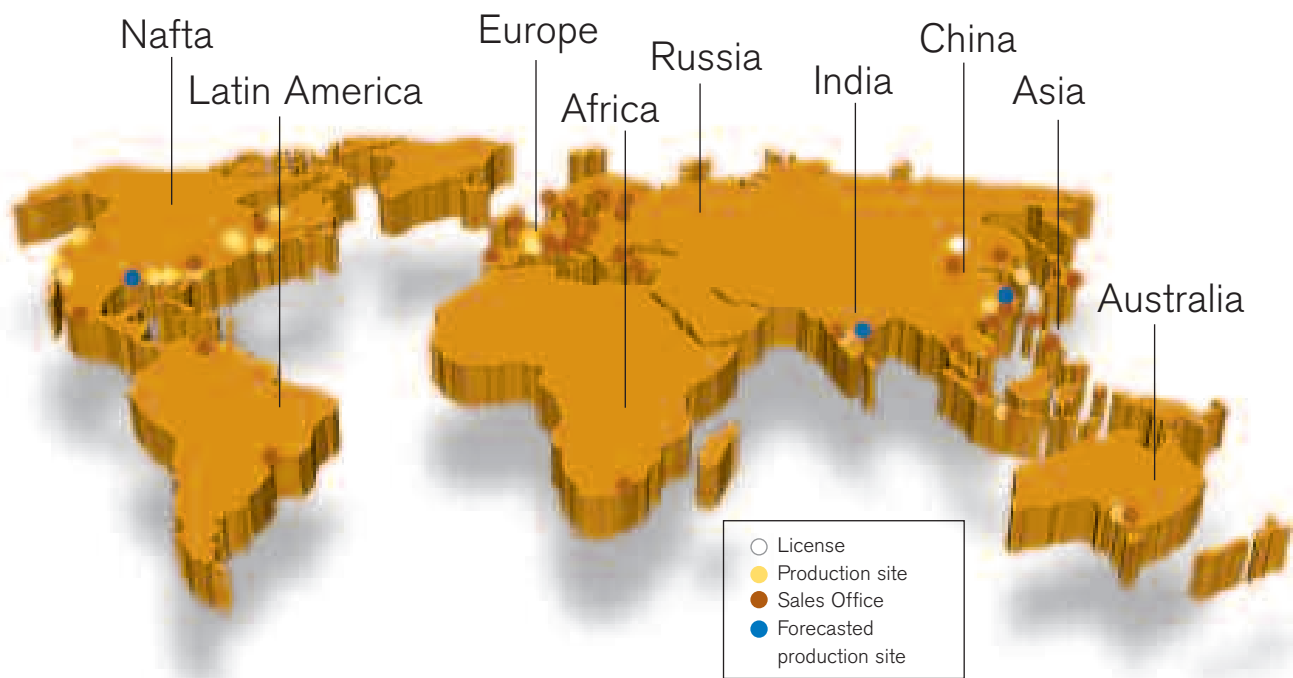 Nafta
Latin America
Europe
Africa
Russia
India
China
Asia
Australia
License
Production site
Sales Office
Forecasted
production site